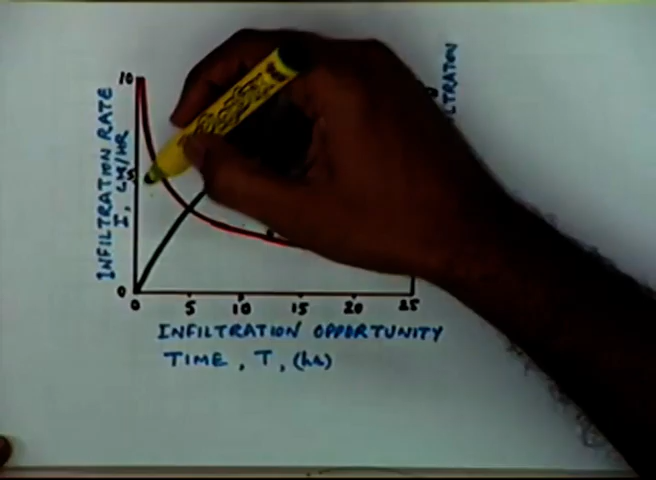 10
INFILTRATION RATE
I, CM/HR
5
0
0 5 10 15 20 25
INFILTRATION OPPORTUNITY
TIME, T, (hr)